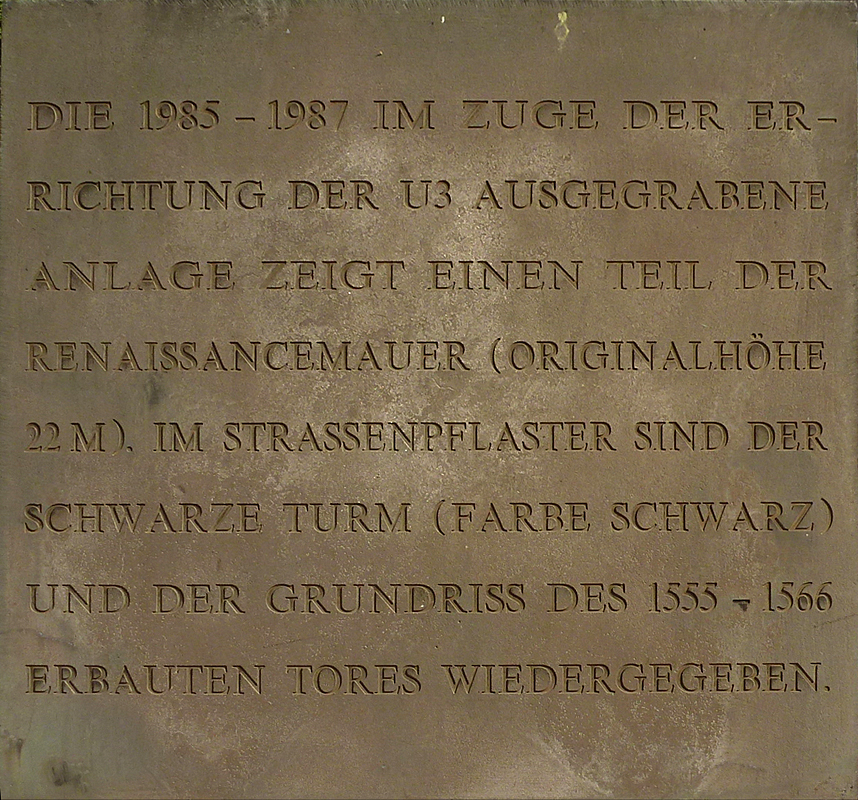 DIE 1985 – 1987 IM ZUGE DER ER-
RICHTUNG DER U3 AUSGEGRABENE
ANLAGE ZEIGT EINEN TEIL DER
RENAISSANCEMAUER (ORIGINALHÖHE
22 M). IM STRASSENPFLASTER SIND DER
SCHWARZE TURM (FARBE SCHWARZ)
UND DER GRUNDRISS DES 1555 – 1566
ERBAUTEN TORES WIEDERGEGEBEN.